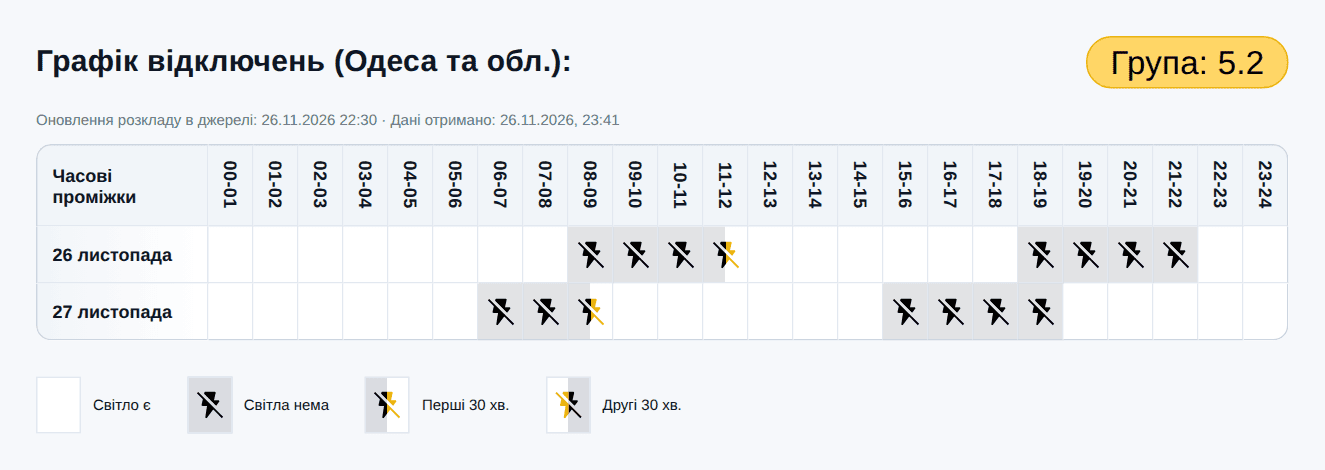 Графік відключень (Одеса та обл.):
Група: 5.2
Оновлення розкладу в джерелі: 26.11.2026 22:30 · Дані отримано: 26.11.2026, 23:41
Часові
проміжки
00-01 01-02 02-03 03-04 04-05 05-06 06-07 07-08 08-09 09-10 10-11 11-12 12-13 13-14 14-15 15-16 16-17 17-18 18-19 19-20 20-21 21-22 22-23 23-24
26 листопада
27 листопада
Світло є Світла нема Перші 30 хв. Другі 30 хв.